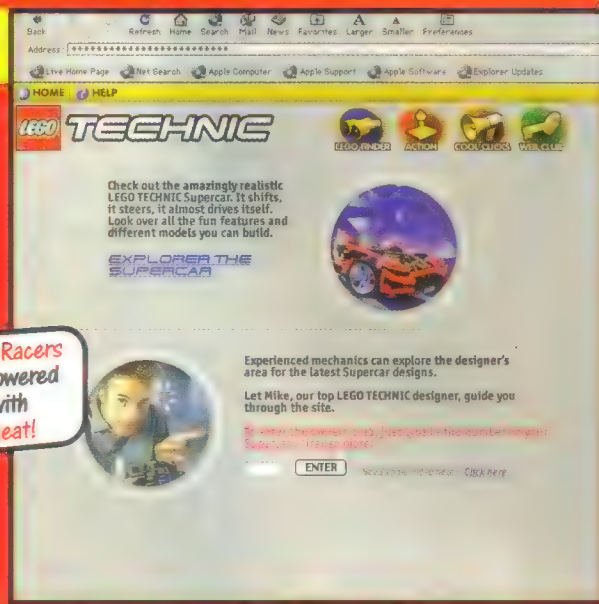 Back Refresh Home Search Mail News Favorites Larger Smaller Preferences
Address: ********************
Live Home Page Net Search Apple Computer Apple Support Apple Software Explorer Updates
HOME ? HELP
LEGO TECHNIC
LEGO FINDER ACTION COOL CLICKS WEB CLUB
Check out the amazingly realistic
LEGO TECHNIC Supercar. It shifts,
it steers, it almost drives itself.
Look over all the fun features and
different models you can build.
EXPLORER THE
SUPERCAR
Racers
owered
with
eat!
Experienced mechanics can explore the designer's
area for the latest Supercar designs.
Let Mike, our top LEGO TECHNIC designer, guide you
through the site.
ENTER Click here